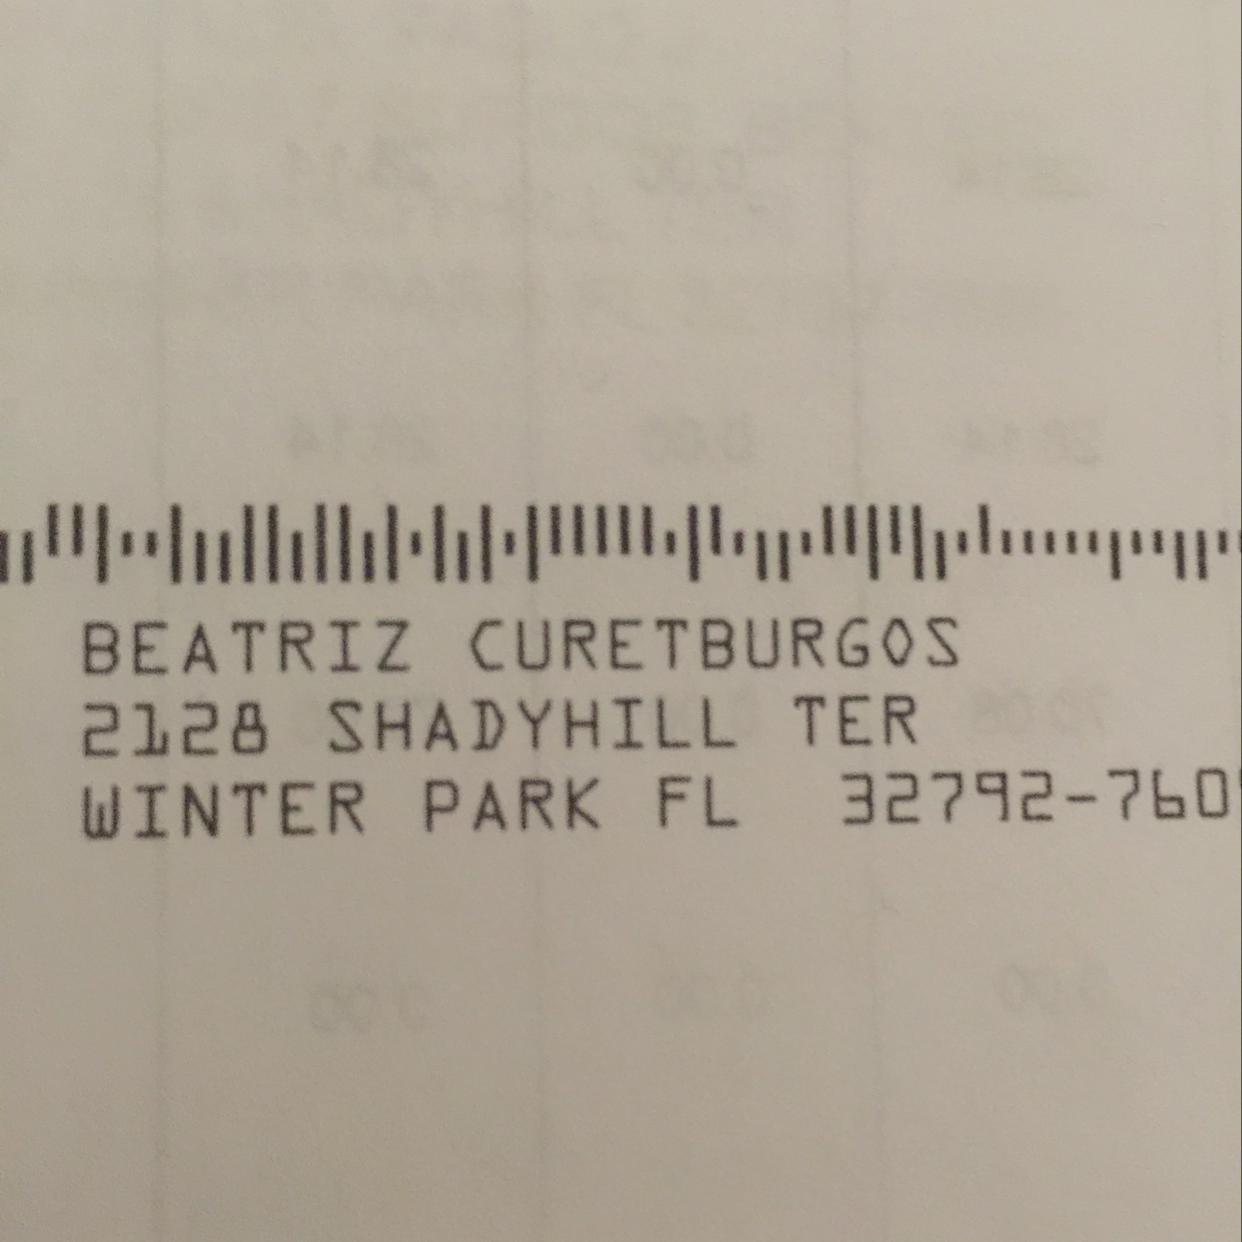 BEATRIZ CURETBURGOS
2128 SHADYHILL TER
WINTER PARK FL 32792-760